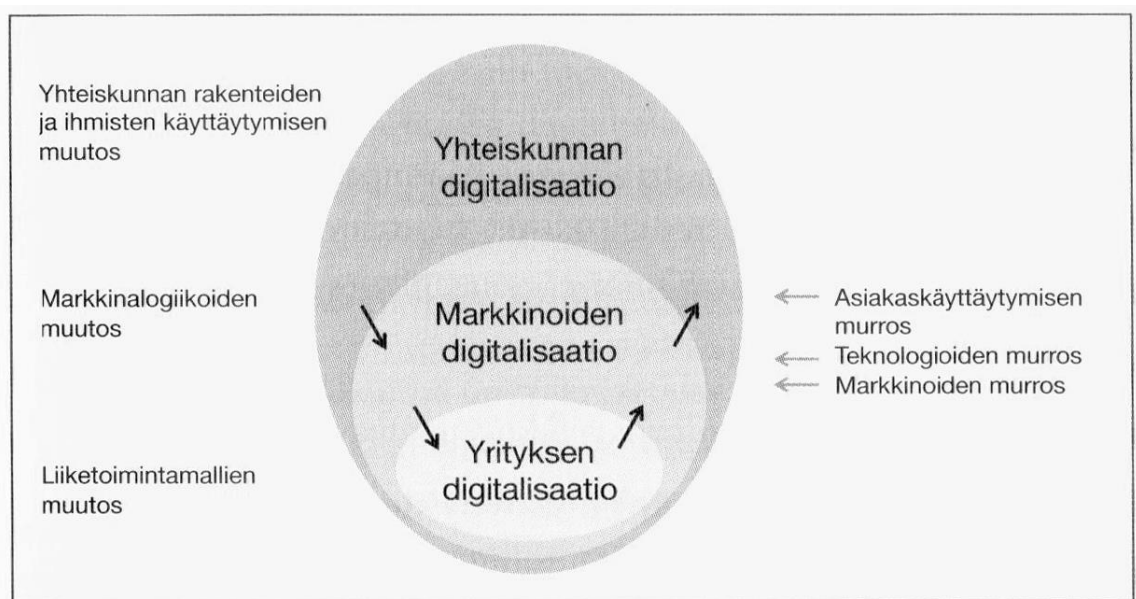 Yhteiskunnan rakenteiden
ja ihmisten käyttäytymisen
muutos
Yhteiskunnan
digitalisaatio
Markkinalogiikoiden
muutos
Markkinoiden
digitalisaatio
Asiakaskäyttäytymisen
murros
Teknologioiden murros
Markkinoiden murros
Liiketoimintamallien
muutos
Yrityksen
digitalisaatio